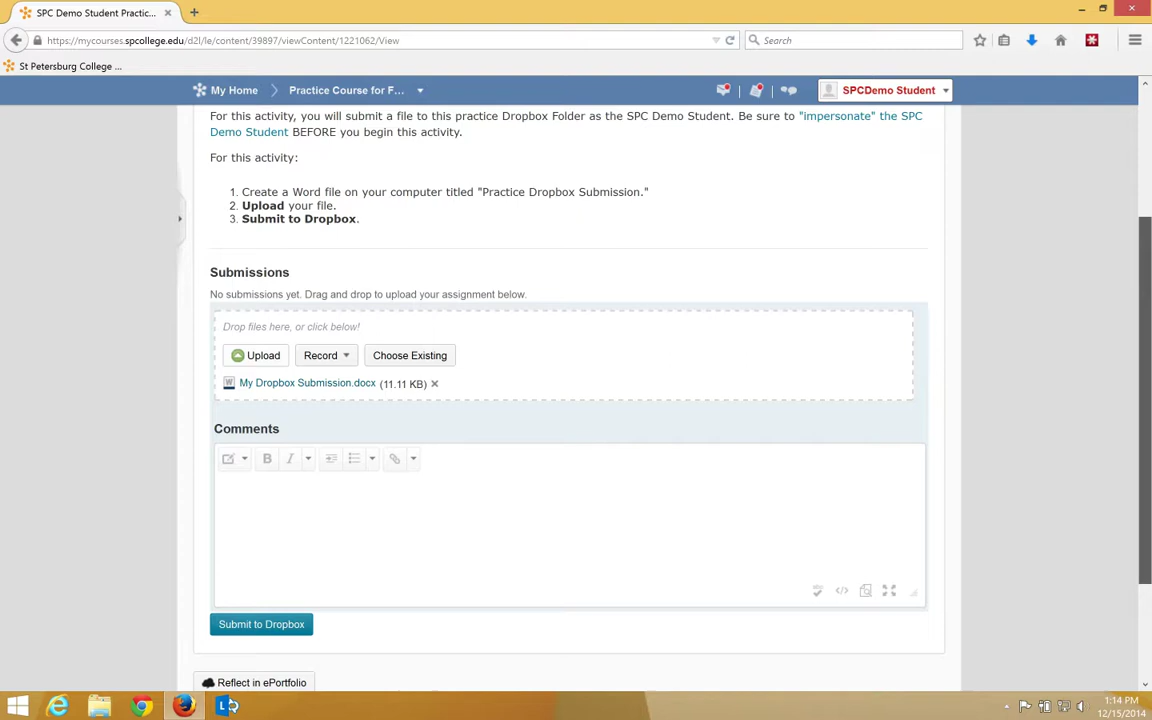 SPC Demo Student Practic...
https://mycourses.spcollege.edu/d2l/le/content/39897/viewContent/1221062/View
Search
St Petersburg College ...
My Home
Practice Course for F...
SPCDemo Student
For this activity, you will submit a file to this practice Dropbox Folder as the SPC Demo Student. Be sure to "impersonate" the SPC
Demo Student BEFORE you begin this activity.
For this activity:
1. Create a Word file on your computer titled "Practice Dropbox Submission."
2. Upload your file.
3. Submit to Dropbox.
Submissions
No submissions yet. Drag and drop to upload your assignment below.
Drop files here, or click below!
Upload
Record
Choose Existing
My Dropbox Submission.docx (11.11 KB)
Comments
B I
Submit to Dropbox
Reflect in ePortfolio
1:14 PM
12/15/2014